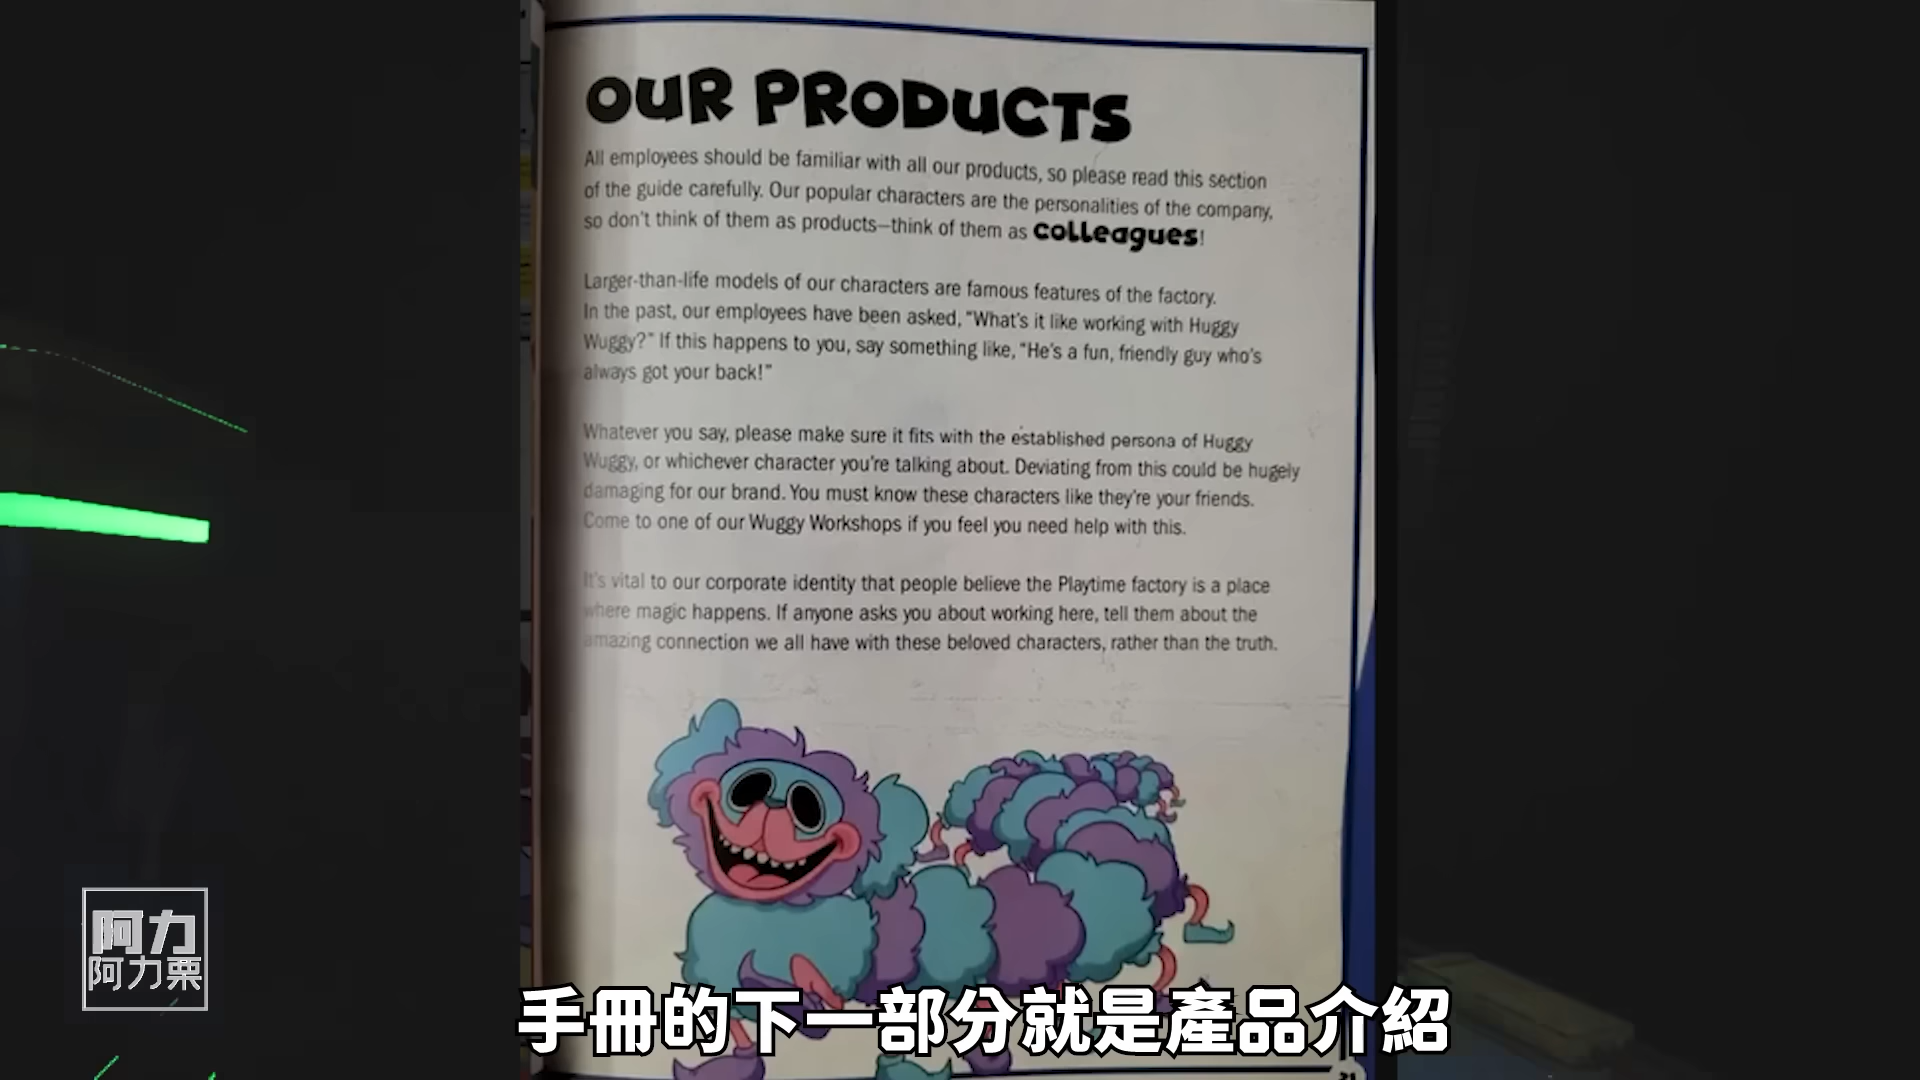 OUR PRODUCTS
All employees should be familiar with all our products, so please read this section
of the guide carefully. Our popular characters are the personalities of the company,
so don't think of them as products—think of them as colleagues!
Larger-than-life models of our characters are famous features of the factory.
In the past, our employees have been asked, "What's it like working with Huggy
Wuggy?" If this happens to you, say something like, "He's a fun, friendly guy who's
always got your back!"
Whatever you say, please make sure it fits with the established persona of Huggy
Wuggy, or whichever character you're talking about. Deviating from this could be hugely
damaging for our brand. You must know these characters like they're your friends.
Come to one of our Wuggy Workshops if you feel you need help with this.
It's vital to our corporate identity that people believe the Playtime factory is a place
where magic happens. If anyone asks you about working here, tell them about the
amazing connection we all have with these beloved characters, rather than the truth.
阿力
阿力栗
手冊的下一部分就是產品介紹